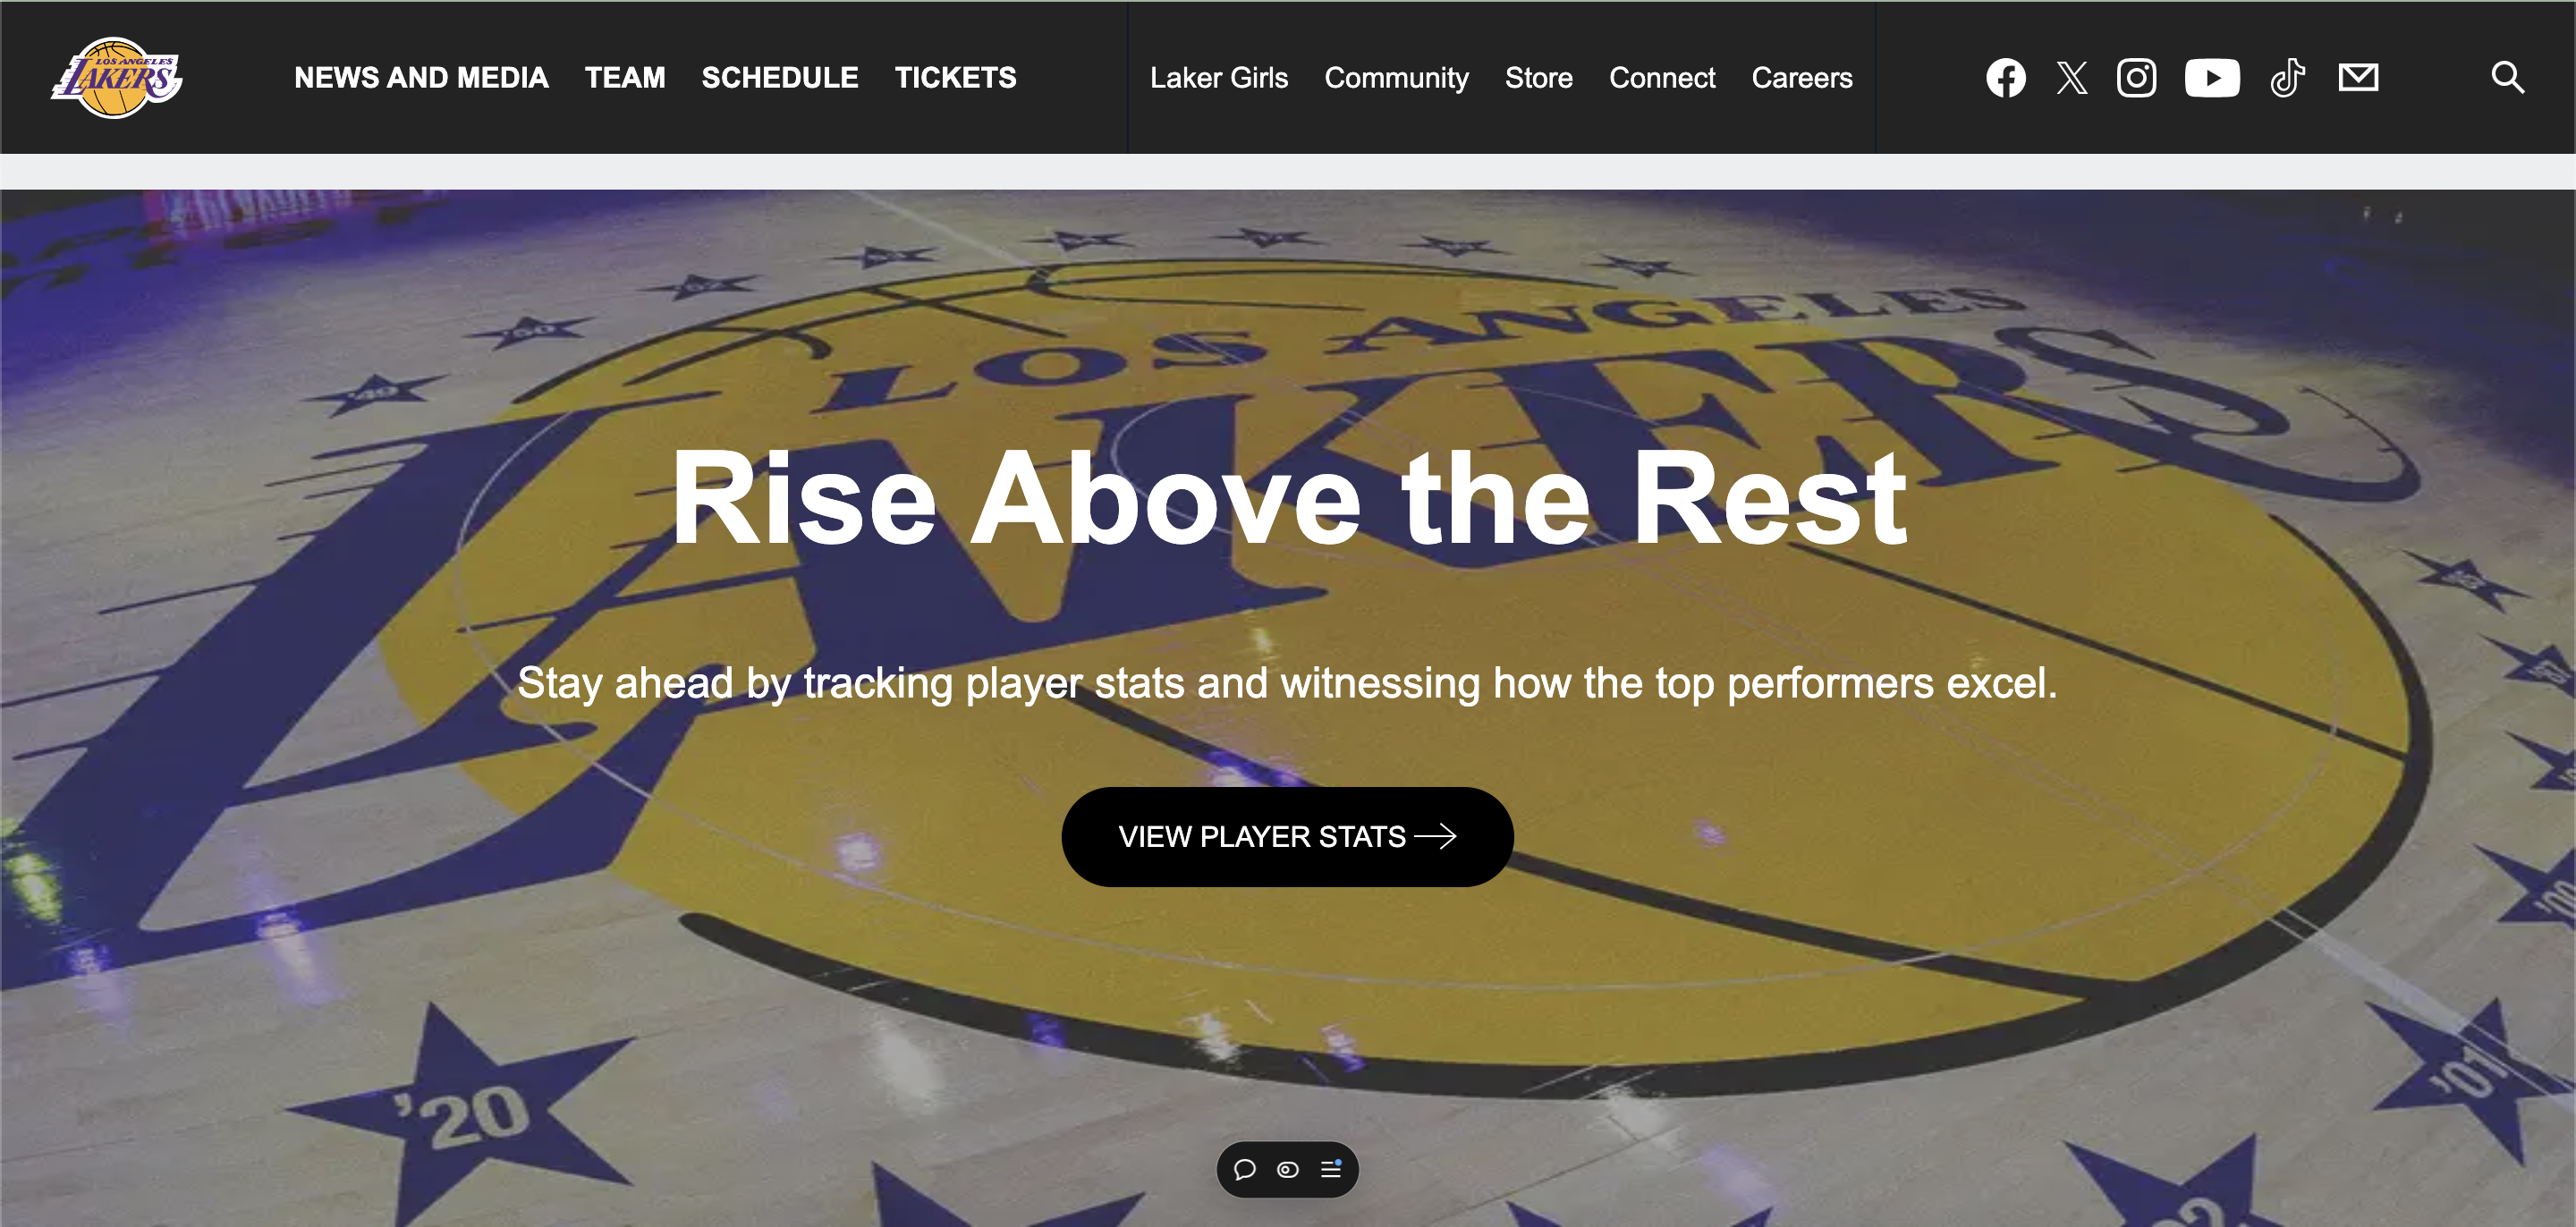 LOS ANGELES
LAKERS
NEWS AND MEDIA TEAM SCHEDULE TICKETS
Laker Girls Community Store Connect Careers
LOS ANGELES
LAKERS
'50
'49
Rise Above the Rest
Stay ahead by tracking player stats and witnessing how the top performers excel.
VIEW PLAYER STATS
'20
'01